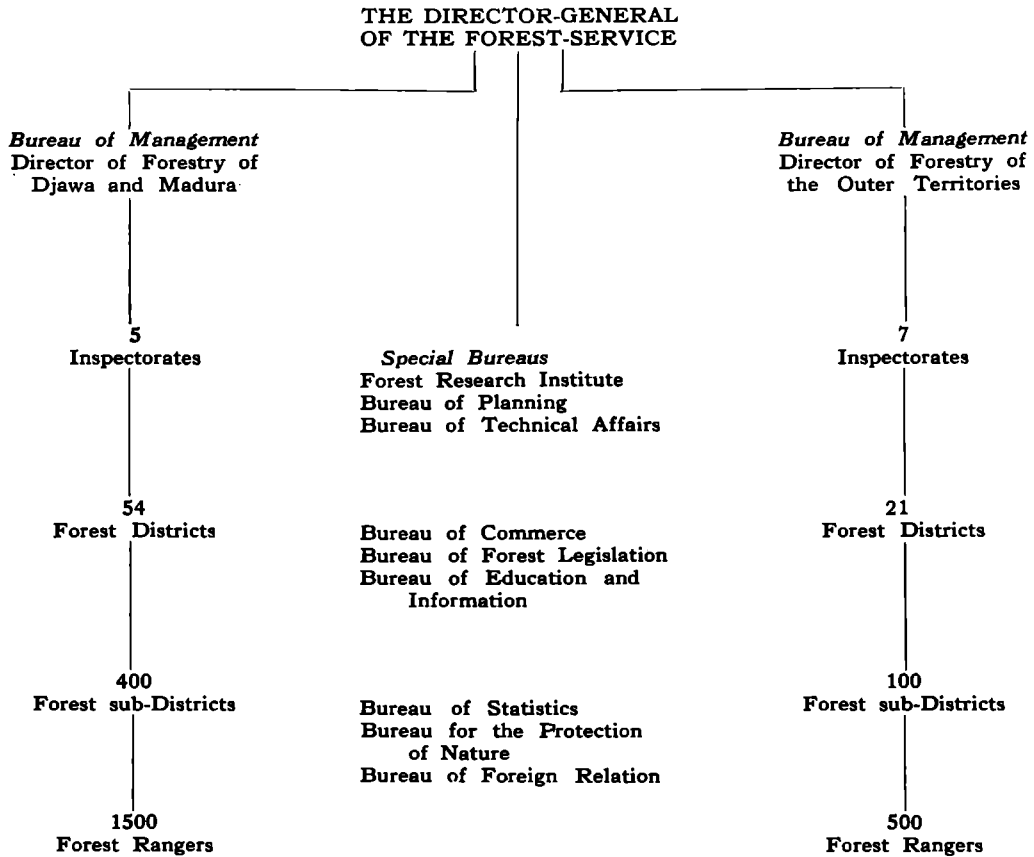 THE DIRECTOR-GENERAL
OF THE FOREST-SERVICE
Bureau of Management
Director of Forestry of
Djawa and Madura
Bureau of Management
Director of Forestry of
the Outer Territories
5
Inspectorates
7
Inspectorates
Special Bureaus
Forest Research Institute
Bureau of Planning
Bureau of Technical Affairs
54
Forest Districts
21
Forest Districts
Bureau of Commerce
Bureau of Forest Legislation
Bureau of Education and
Information
400
Forest sub-Districts
100
Forest sub-Districts
Bureau of Statistics
Bureau for the Protection
of Nature
Bureau of Foreign Relation
1500
Forest Rangers
500
Forest Rangers